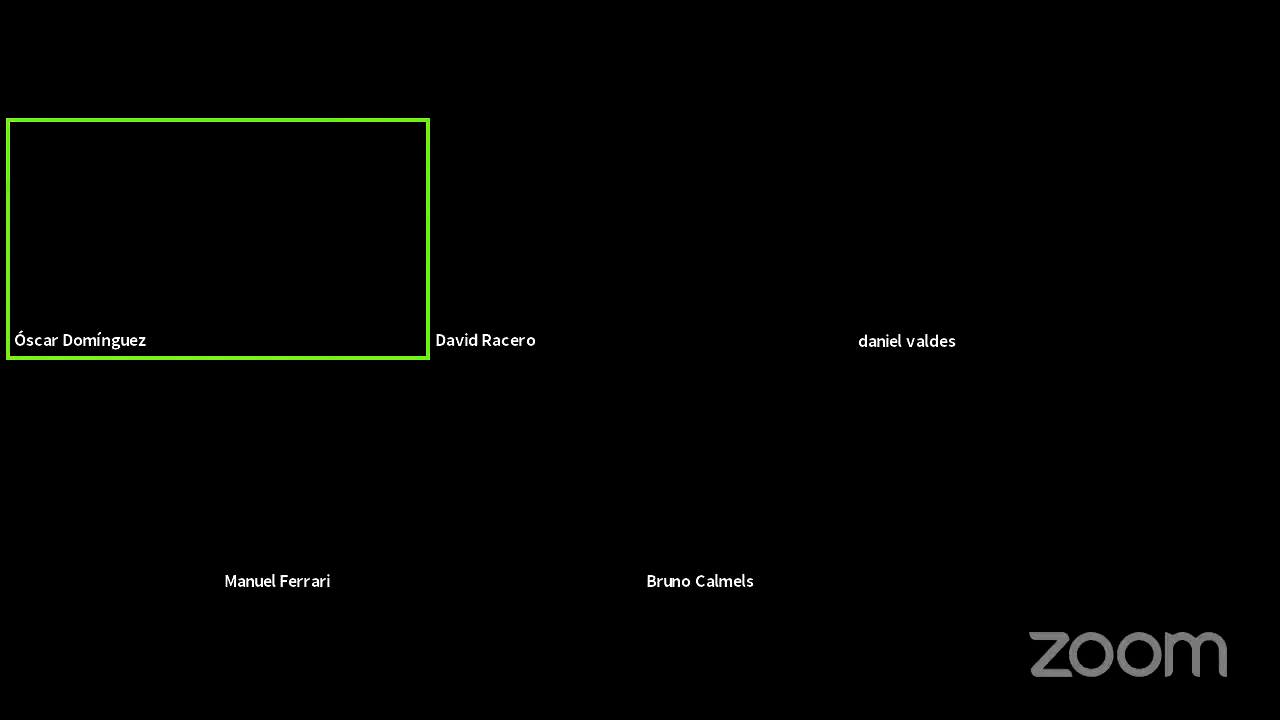 Óscar Domínguez
David Racero
daniel valdes
Manuel Ferrari
Bruno Calmels
zoom